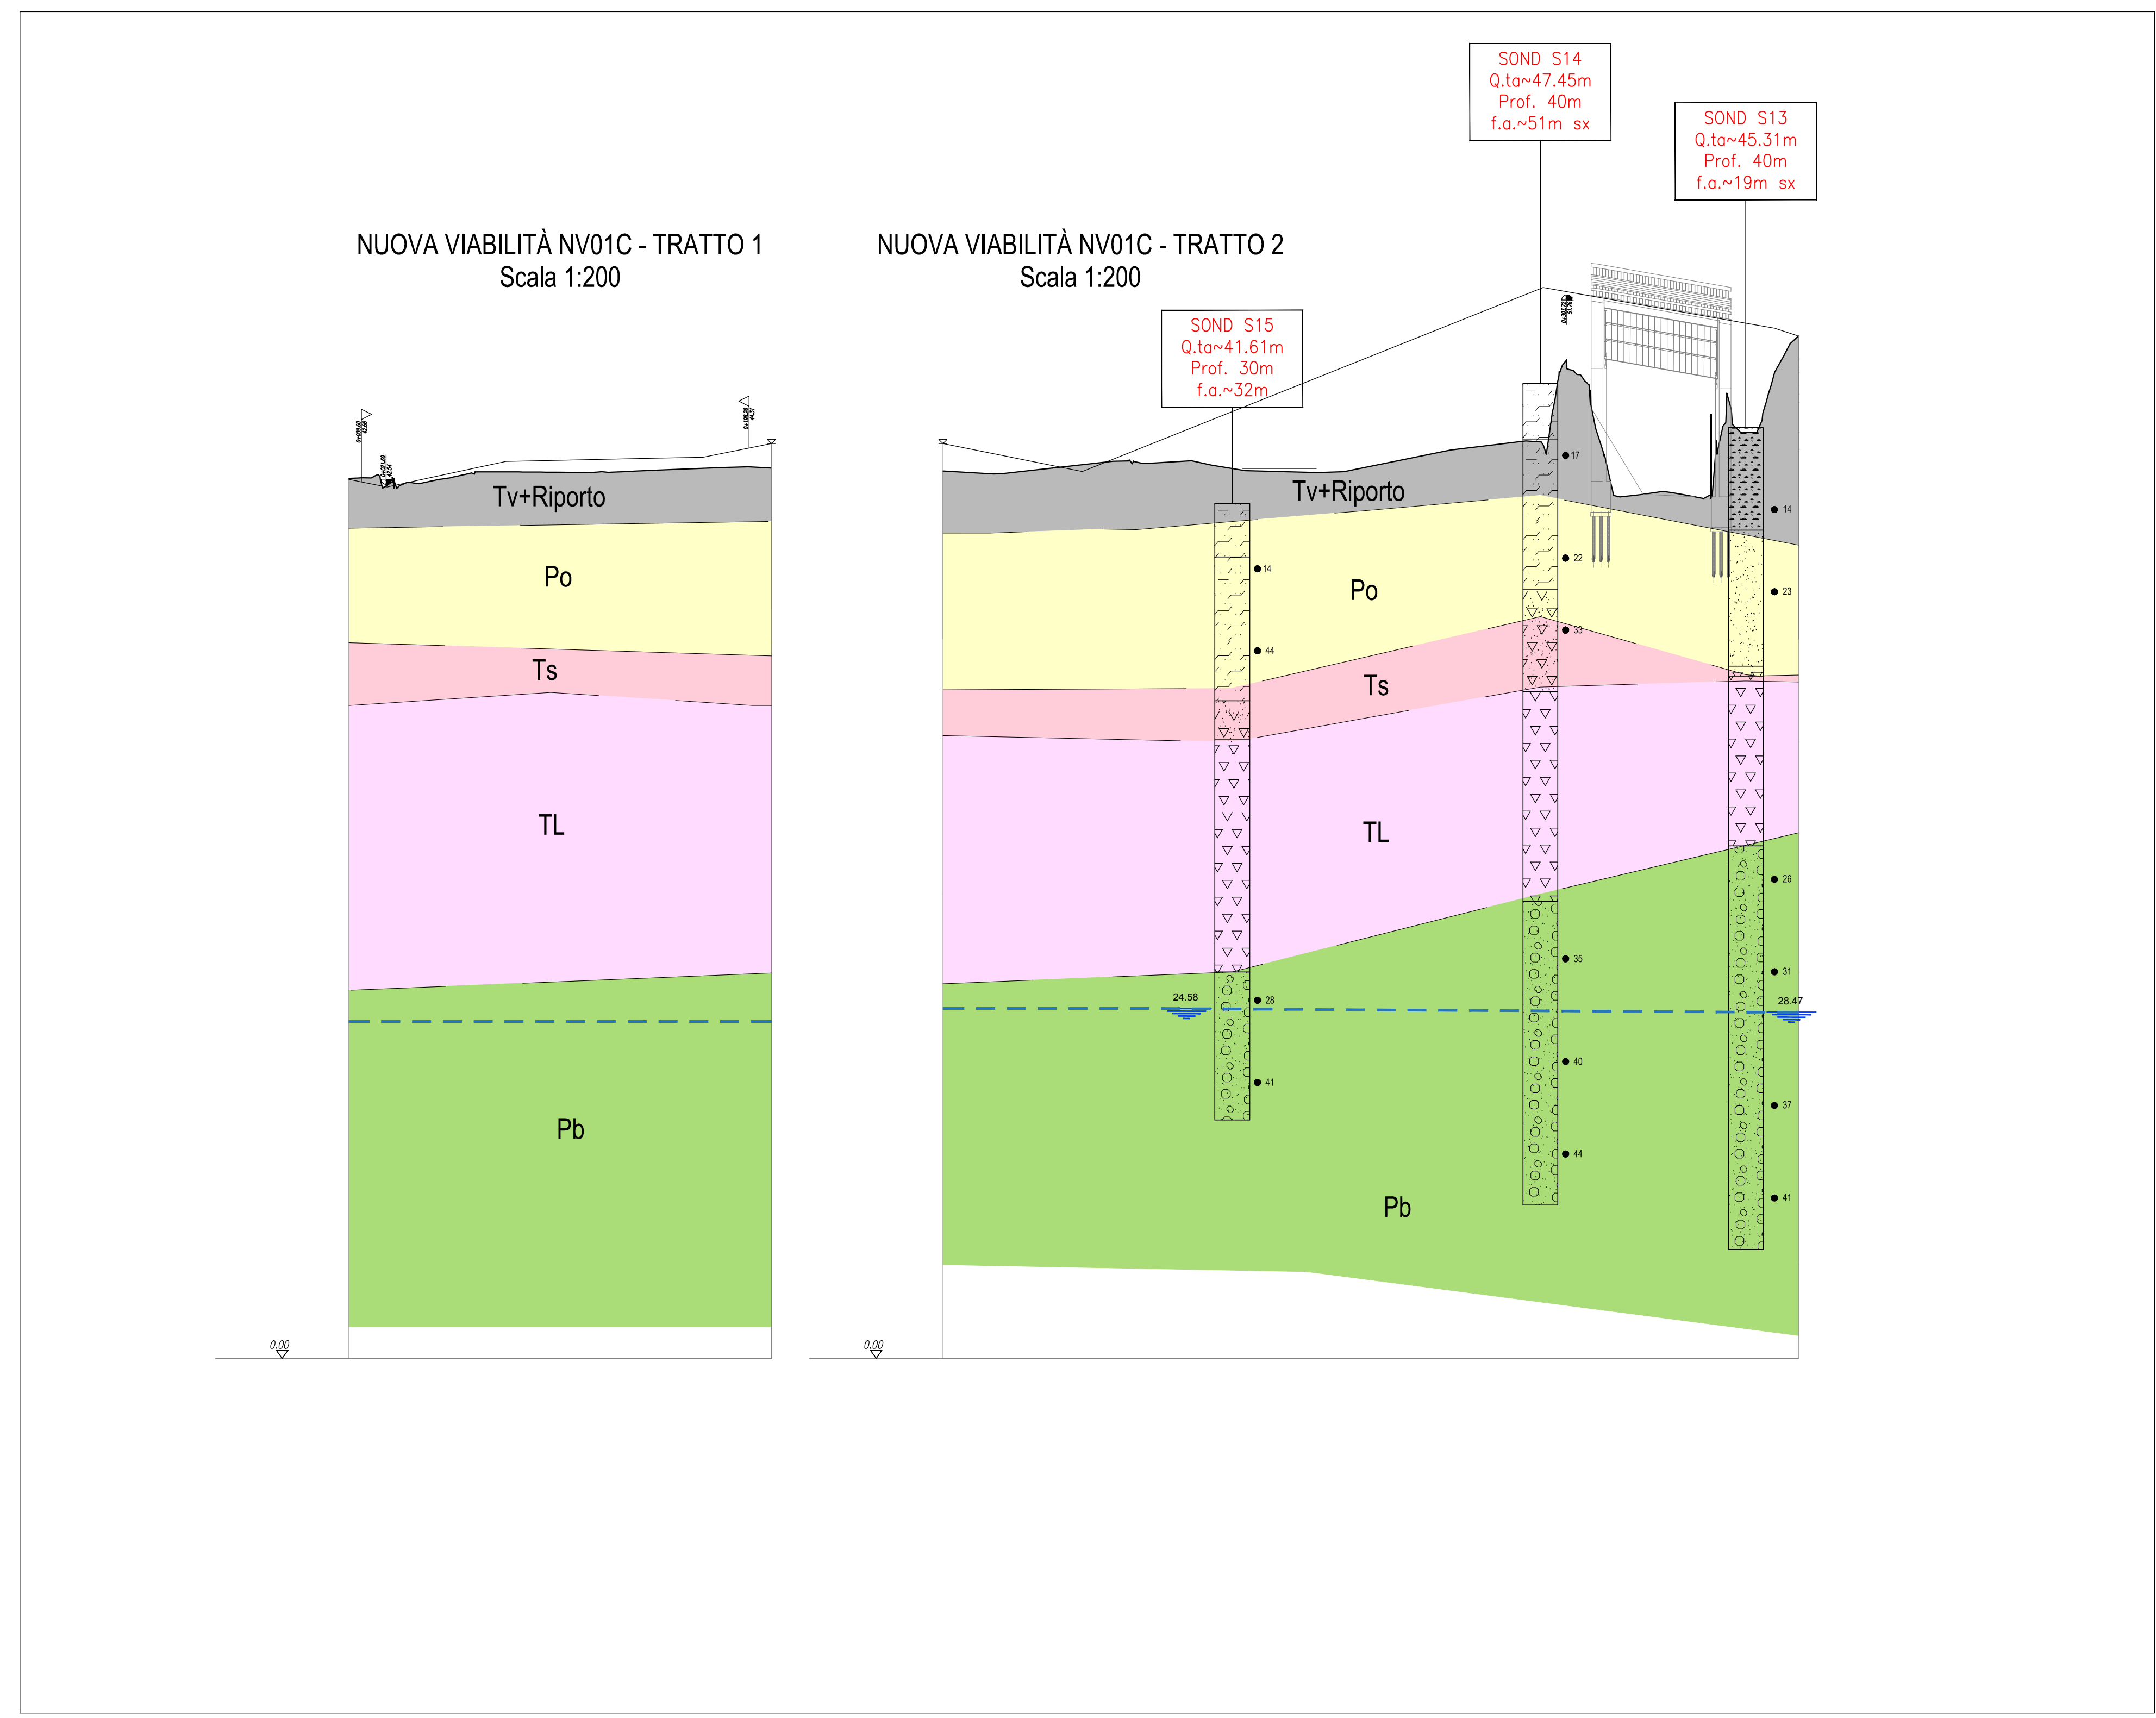 SOND S14
Q.ta~47.45m
Prof. 40m
f.a.~51m sx
SOND S13
Q.ta~45.31m
Prof. 40m
f.a.~19m sx
NUOVA VIABILITÀ NV01C - TRATTO 1
Scala 1:200
NUOVA VIABILITÀ NV01C - TRATTO 2
Scala 1:200
SOND S15
Q.ta~41.61m
Prof. 30m
f.a.~32m
Tv+Riporto
Po
Ts
TL
Pb
0.00
Tv+Riporto
Po
Ts
TL
Pb
0.00
14
44
28
41
24.58
17
22
33
35
40
44
14
23
26
31
28.47
37
41